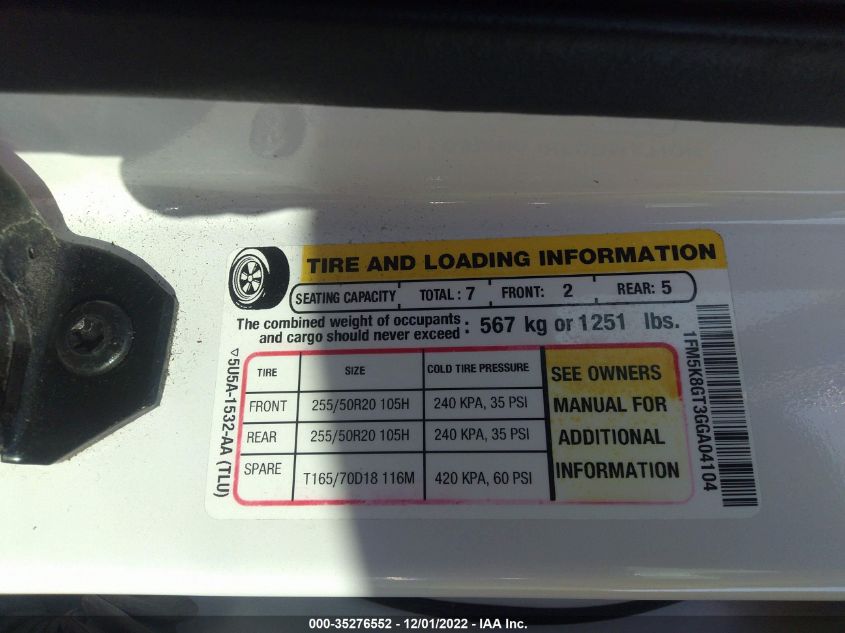 TIRE AND LOADING INFORMATION
SEATING CAPACITY TOTAL : 7 FRONT: 2 REAR: 5
The combined weight of occupants
and cargo should never exceed : 567 kg or 1251 lbs.
TIRE SIZE COLD TIRE PRESSURE
FRONT 255/50R20 105H 240 KPA, 35 PSI
REAR 255/50R20 105H 240 KPA, 35 PSI
SPARE T165/70D18 116M 420 KPA, 60 PSI
SEE OWNERS
MANUAL FOR
ADDITIONAL
INFORMATION
▽5U5A-1532-AA (TLU)
1FM5K8GT3GGA04104
000-35276552 - 12/01/2022 - IAA Inc.